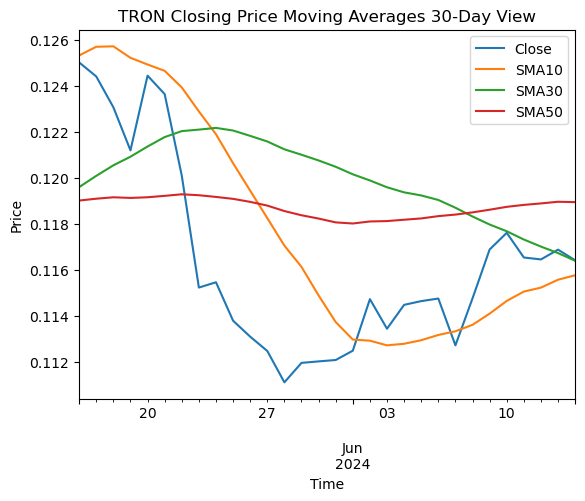 TRON Closing Price Moving Averages 30-Day View
Close
SMA10
SMA30
SMA50
Price
0.126
0.124
0.122
0.120
0.118
0.116
0.114
0.112
20
27
03
10
Jun
2024
Time